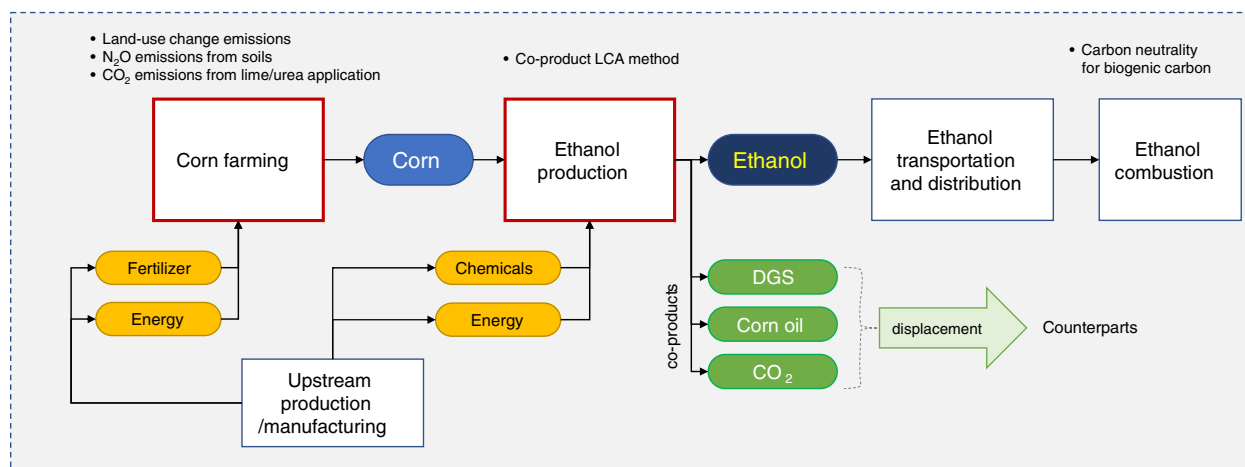 • Land-use change emissions
• N₂O emissions from soils
• CO₂ emissions from lime/urea application
• Co-product LCA method
• Carbon neutrality
for biogenic carbon
Corn farming
Corn
Ethanol
production
Ethanol
Ethanol
transportation
and distribution
Ethanol
combustion
Fertilizer
Energy
Chemicals
Energy
Upstream
production
/manufacturing
co-products
DGS
Corn oil
CO₂
displacement
Counterparts